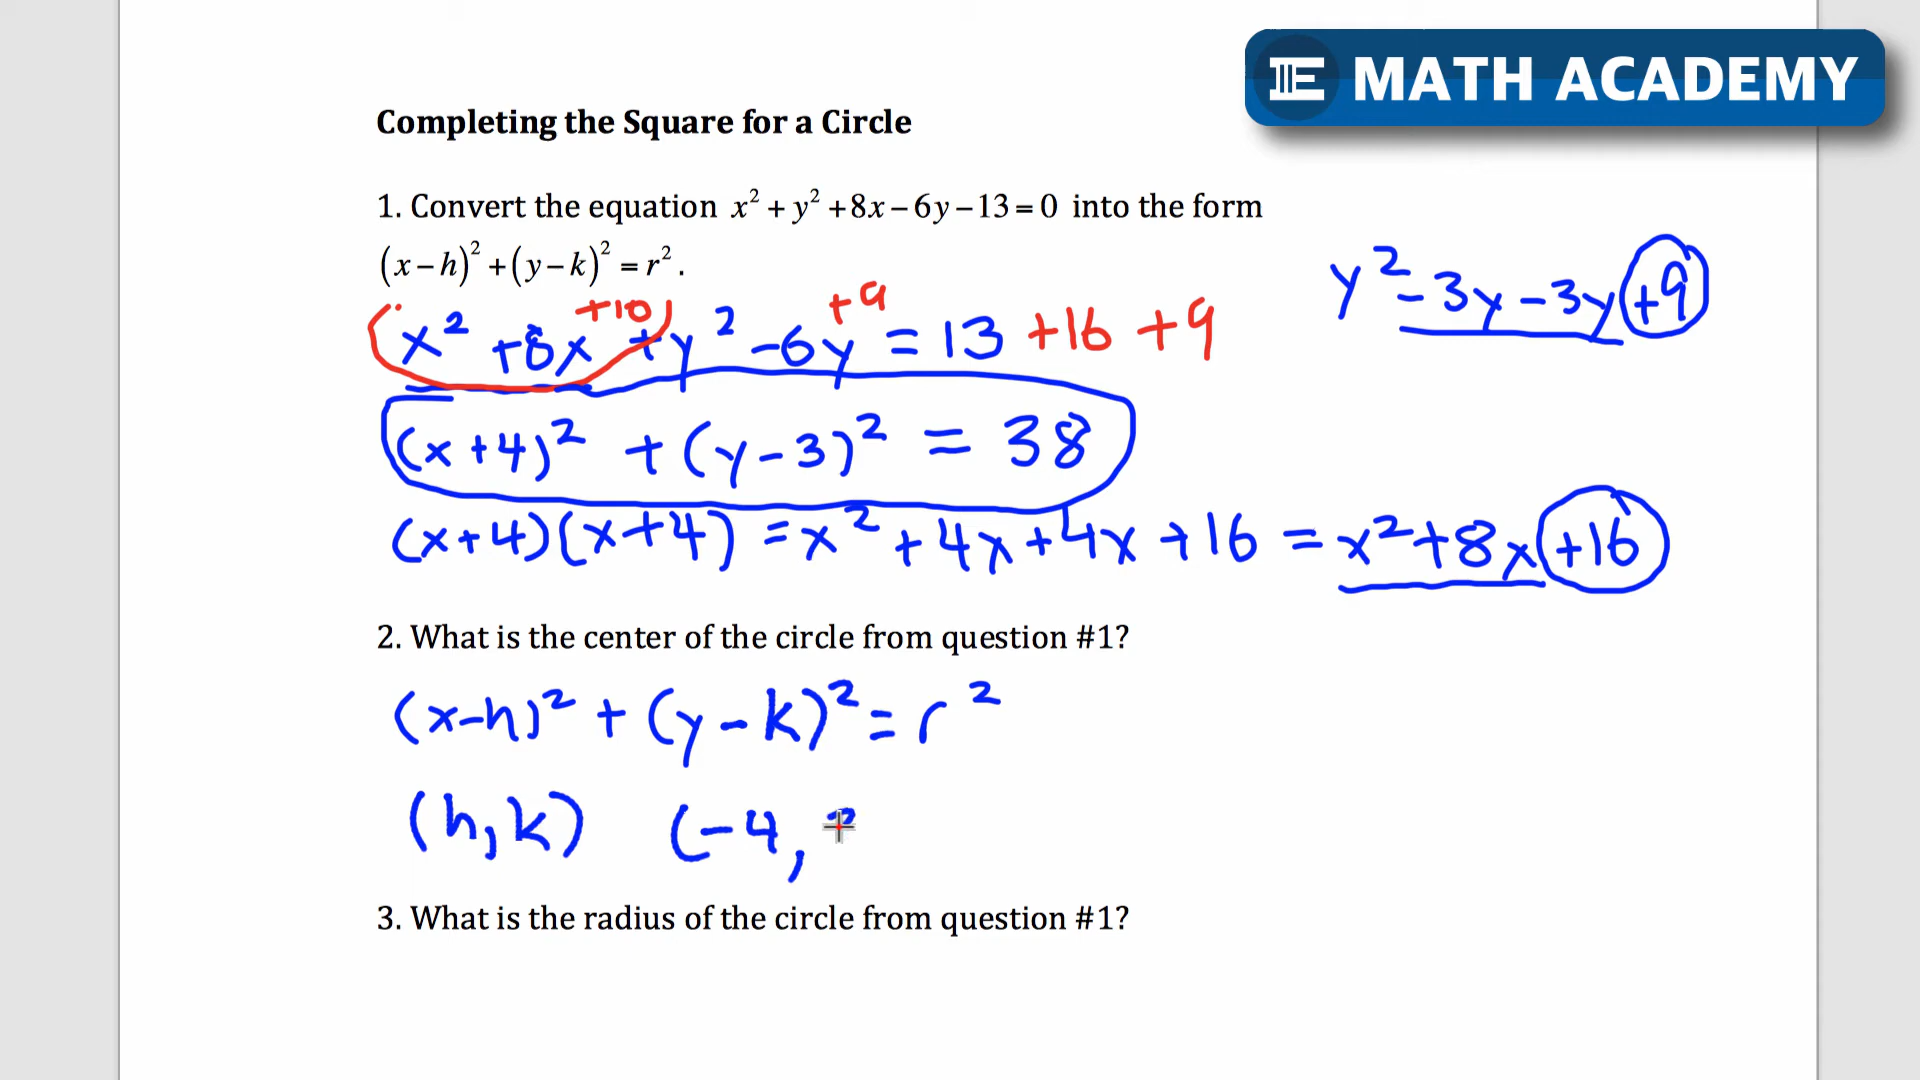 MATH ACADEMY
Completing the Square for a Circle
1. Convert the equation x² + y² + 8x − 6y − 13 = 0 into the form
(x − h)² + (y − k)² = r².
y² − 3y − 3y +9
+10 +9
x² +8x + y² −6y = 13 +16 +9
(x+4)² + (y−3)² = 38
(x+4)(x+4) = x² + 4x + 4x + 16 = x² + 8x +16
2. What is the center of the circle from question #1?
(x−h)² + (y−k)² = r²
(h,k) (−4,
3. What is the radius of the circle from question #1?